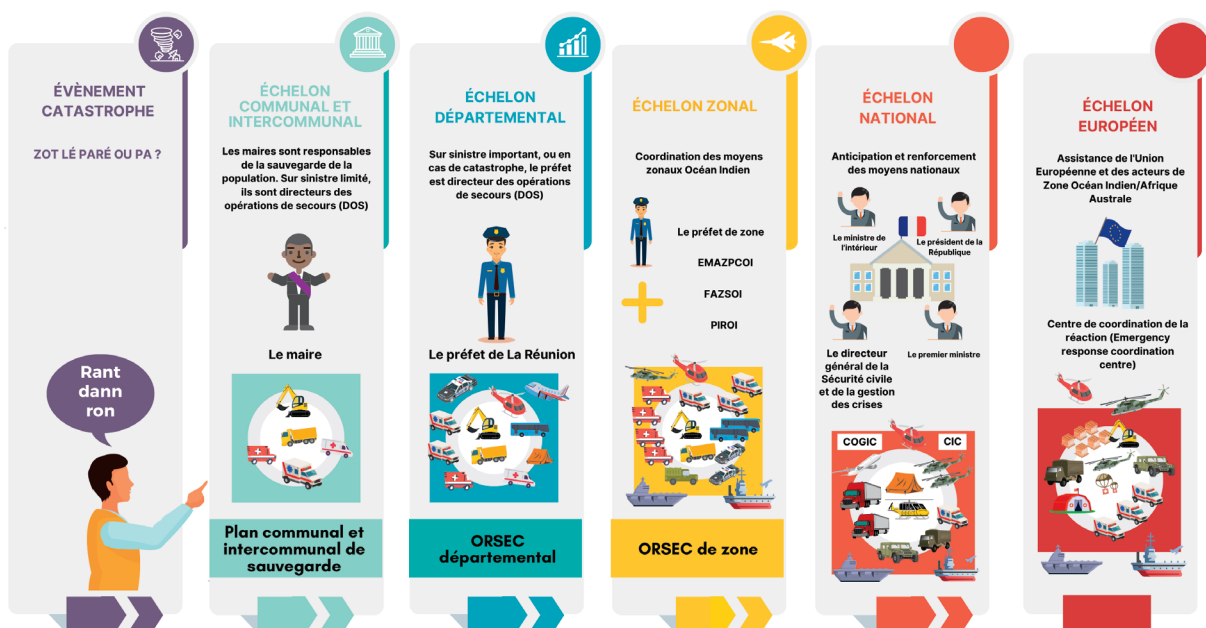 ÉVÈNEMENT
CATASTROPHE
ZOT LÉ PARÉ OU PA ?
Rant
dann
ron
ÉCHELON
COMMUNAL ET
INTERCOMMUNAL
Les maires sont responsables
de la sauvegarde de la
population. Sur sinistre limité,
ils sont directeurs des
opérations de secours (DOS)
Le maire
Plan communal et
intercommunal de
sauvegarde
ÉCHELON
DÉPARTEMENTAL
Sur sinistre important, ou en
cas de catastrophe, le préfet
est directeur des opérations
de secours (DOS)
Le préfet de La Réunion
ORSEC
départemental
ÉCHELON ZONAL
Coordination des moyens
zonaux Océan Indien
Le préfet de zone
EMAZPCOI
FAZSOI
PIROI
ORSEC de zone
ÉCHELON
NATIONAL
Anticipation et renforcement
des moyens nationaux
Le ministre de
l'intérieur
Le président de la
République
Le directeur
général de la
Sécurité civile
et de la gestion
des crises
Le premier ministre
COGIC
CIC
ÉCHELON
EUROPÉEN
Assistance de l'Union
Européenne et des acteurs de
Zone Océan Indien/Afrique
Australe
Centre de coordination de la
réaction (Emergency
response coordination
centre)